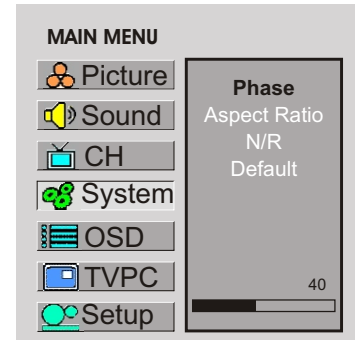 MAIN MENU
Picture
Sound
CH
System
OSD
TVPC
Setup
Phase
Aspect Ratio
N/R
Default
40